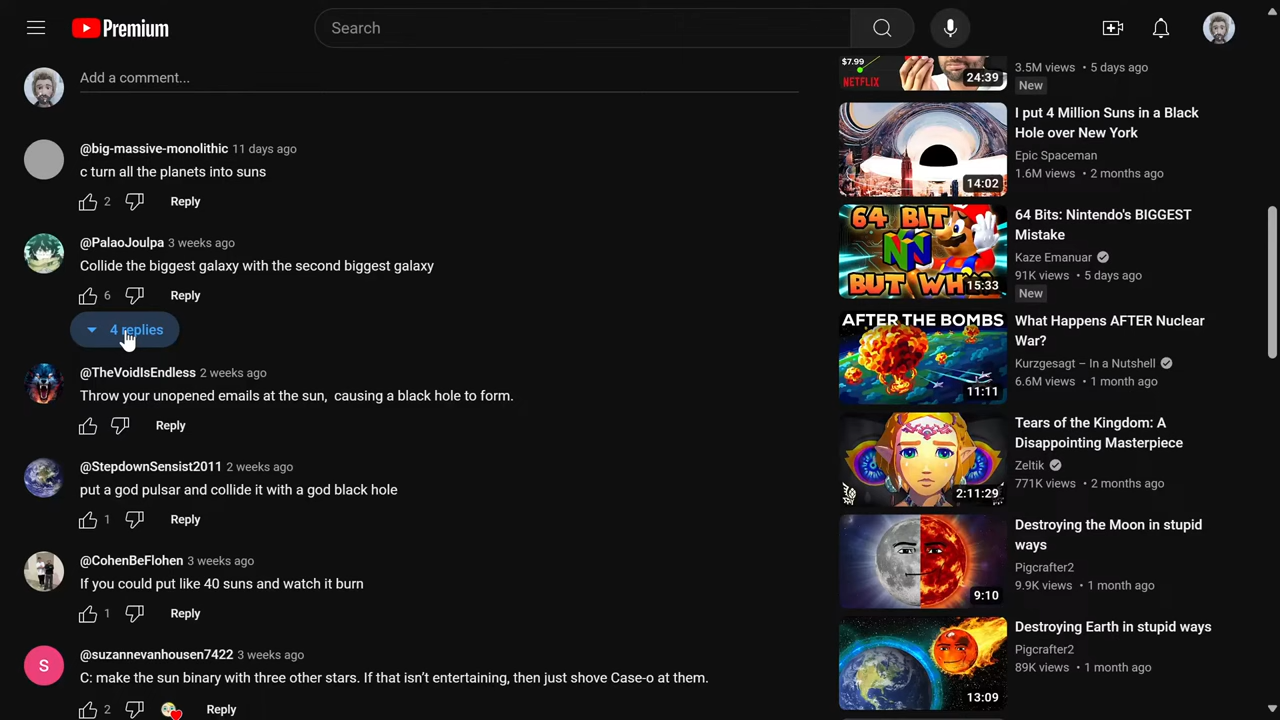 Premium
Search
Add a comment...
@big-massive-monolithic 11 days ago
c turn all the planets into suns
2 Reply
@PalaoJoulpa 3 weeks ago
Collide the biggest galaxy with the second biggest galaxy
6 Reply
4 replies
@TheVoidIsEndless 2 weeks ago
Throw your unopened emails at the sun,  causing a black hole to form.
Reply
@StepdownSensist2011 2 weeks ago
put a god pulsar and collide it with a god black hole
1 Reply
@CohenBeFlohen 3 weeks ago
If you could put like 40 suns and watch it burn
1 Reply
S
@suzannevanhousen7422 3 weeks ago
C: make the sun binary with three other stars. If that isn't entertaining, then just shove Case-o at them.
2 Reply
$7.99
NETFLIX
24:39
3.5M views • 5 days ago
New
14:02
I put 4 Million Suns in a Black
Hole over New York
Epic Spaceman
1.6M views • 2 months ago
64 BIT
BUT WH
15:33
64 Bits: Nintendo's BIGGEST
Mistake
Kaze Emanuar
91K views • 5 days ago
New
AFTER THE BOMBS
11:11
What Happens AFTER Nuclear
War?
Kurzgesagt – In a Nutshell
6.6M views • 1 month ago
2:11:29
Tears of the Kingdom: A
Disappointing Masterpiece
Zeltik
771K views • 2 months ago
9:10
Destroying the Moon in stupid
ways
Pigcrafter2
9.9K views • 1 month ago
13:09
Destroying Earth in stupid ways
Pigcrafter2
89K views • 1 month ago